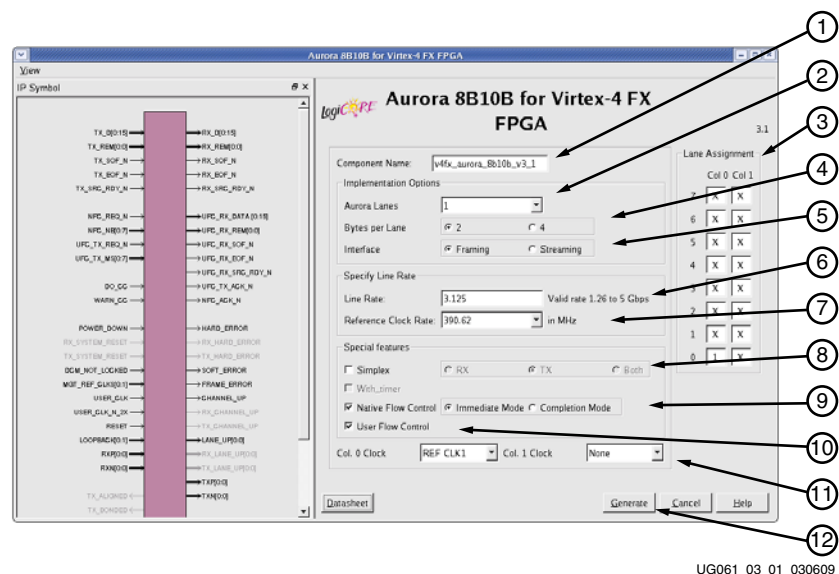 Aurora 8B10B for Virtex-4 FX FPGA
View
IP Symbol
TX_D[0:15]
TX_REM[0:0]
TX_SOF_N
TX_EOF_N
TX_SRC_RDY_N
NFC_REQ_N
NFC_NB[0:7]
UFC_TX_REQ_N
UFC_TX_MS[0:7]
DO_CC
WARN_CC
POWER_DOWN
RX_SYSTEM_RESET
TX_SYSTEM_RESET
DCM_NOT_LOCKED
MGT_REF_CLKS[0:1]
USER_CLK
USER_CLK_N_2X
RESET
LOOPBACK[0:1]
RXP[0:0]
RXN[0:0]
TX_ALIGNED
TX_BONDED
RX_D[0:15]
RX_REM[0:0]
RX_SOF_N
RX_EOF_N
RX_SRC_RDY_N
UFC_RX_DATA [0:15]
UFC_RX_REM[0:0]
UFC_RX_SOF_N
UFC_RX_EOF_N
UFC_RX_SRC_RDY_N
UFC_TX_ACK_N
NFC_ACK_N
HARD_ERROR
RX_HARD_ERROR
TX_HARD_ERROR
SOFT_ERROR
FRAME_ERROR
CHANNEL_UP
RX_CHANNEL_UP
TX_CHANNEL_UP
LANE_UP[0:0]
RX_LANE_UP[0:0]
TX_LANE_UP[0:0]
TXP[0:0]
TXN[0:0]
LogiCORE
Aurora 8B10B for Virtex-4 FX
FPGA
3.1
Component Name: v4fx_aurora_8b10b_v3_1
Implementation Options
Aurora Lanes 1
Bytes per Lane 2 4
Interface Framing Streaming
Specify Line Rate
Line Rate: 3.125 Valid rate 1.26 to 5 Gbps
Reference Clock Rate: 390.62 in MHz
Special features
Simplex RX TX Both
With_timer
Native Flow Control Immediate Mode Completion Mode
User Flow Control
Col. 0 Clock REF CLK1 Col. 1 Clock None
Lane Assignment
Col 0 Col 1
7 X X
6 X X
5 X X
4 X X
3 X X
2 X X
1 X X
0 1 X
Datasheet Generate Cancel Help
1
2
3
4
5
6
7
8
9
10
11
12
UG061_03_01_030609